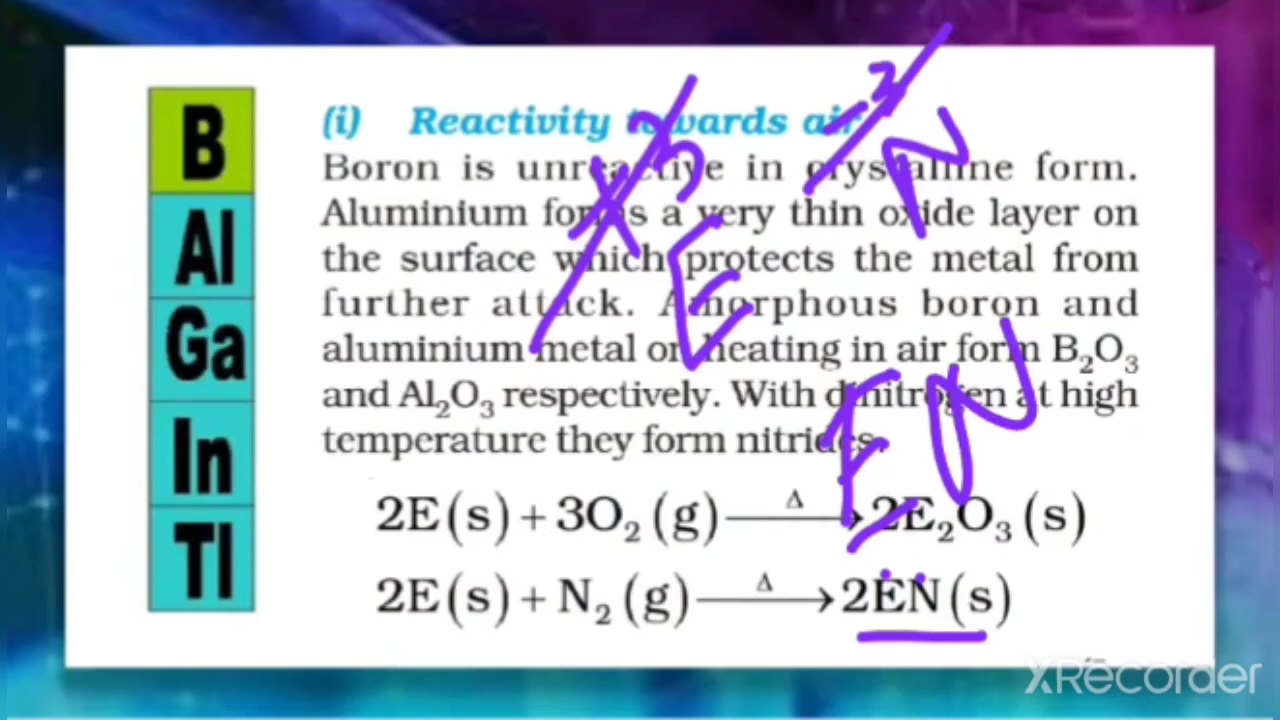 B
Al
Ga
In
Tl
(i) Reactivity towards air
Boron is unreactive in crystalline form.
Aluminium forms a very thin oxide layer on
the surface which protects the metal from
further attack. Amorphous boron and
aluminium metal on heating in air form B₂O₃
and Al₂O₃ respectively. With dinitrogen at high
temperature they form nitrides.
2E(s) + 3O₂(g) —Δ→ 2E₂O₃(s)
2E(s) + N₂(g) —Δ→ 2EN(s)
+3 -3
E N
EN
XRecorder